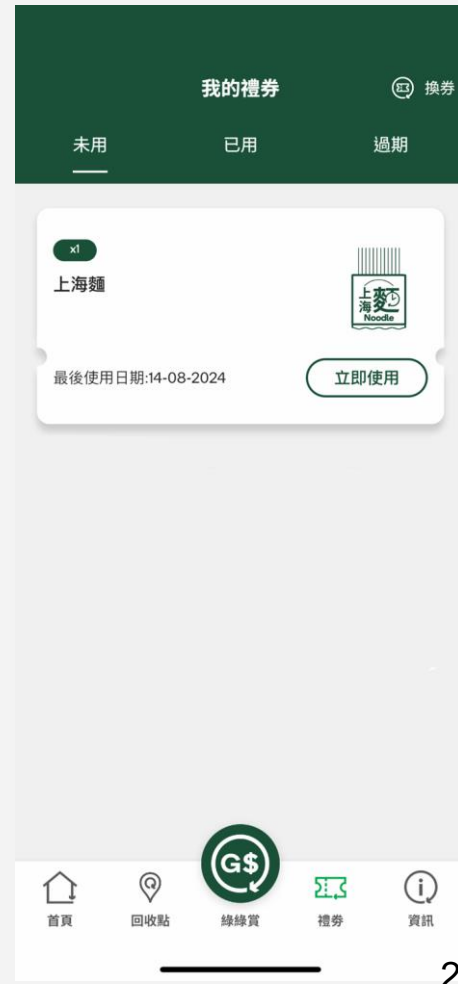 我的禮券
換券
未用
已用
過期
x1
上海麵
上海麵
Noodle
最後使用日期:14-08-2024
立即使用
G$
首頁
回收點
綠綠賞
禮券
資訊
2